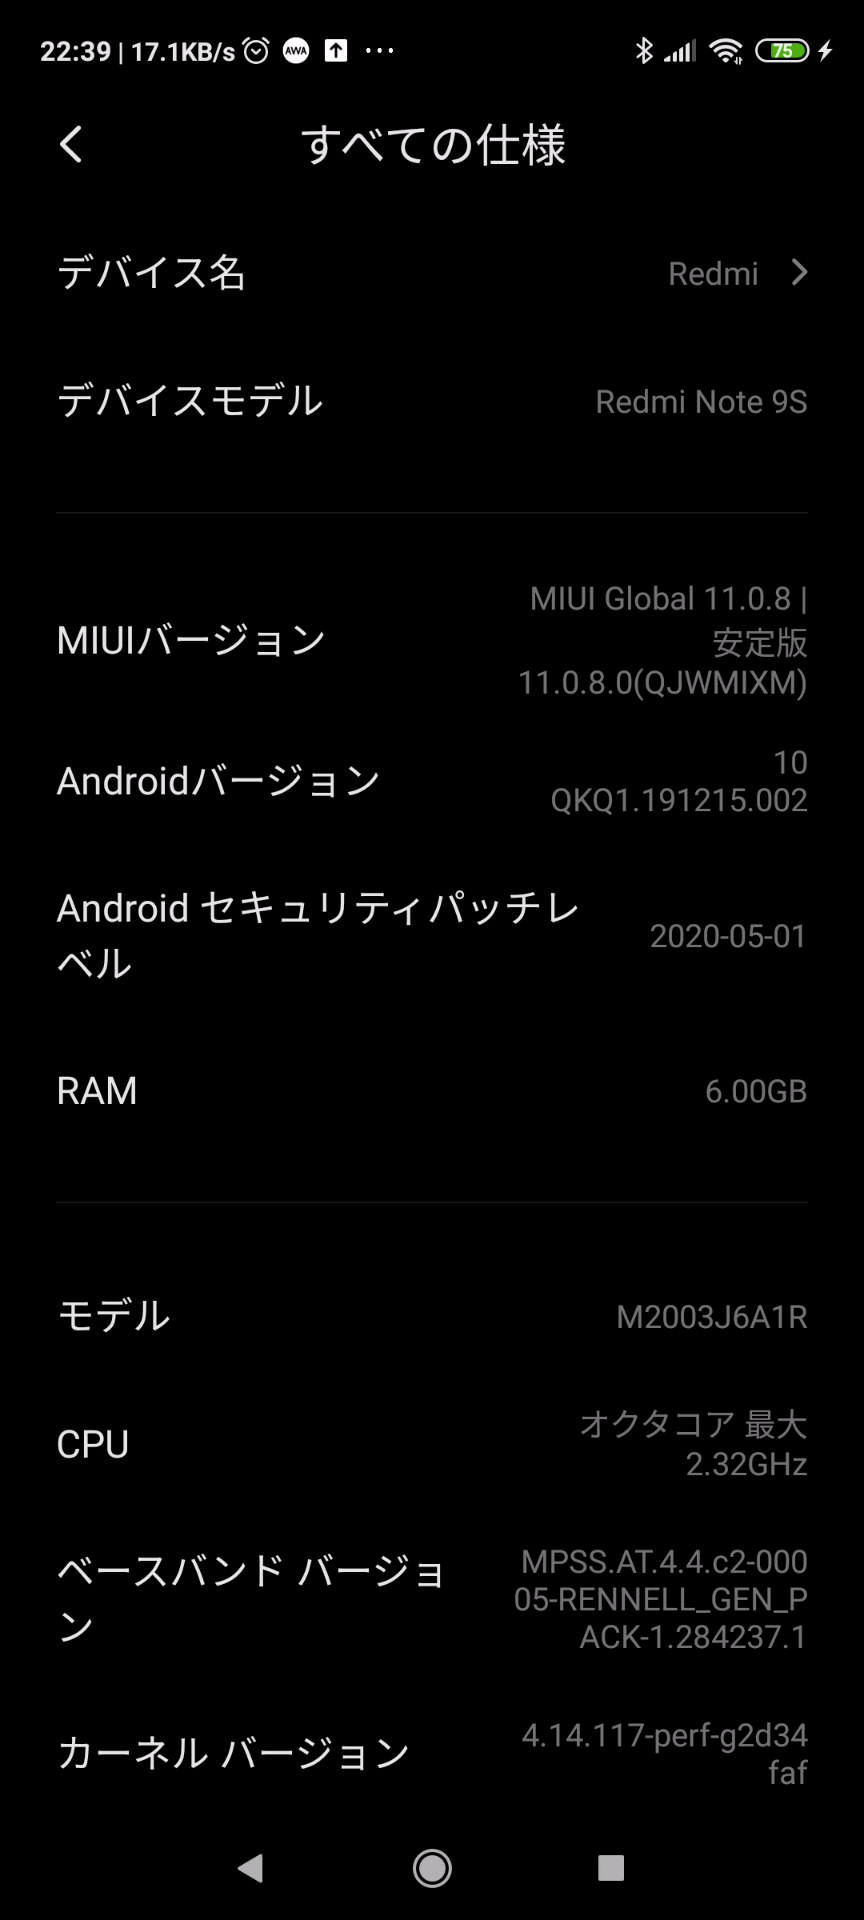 22:39 | 17.1KB/s AWA 75
すべての仕様
デバイス名
Redmi
デバイスモデル
Redmi Note 9S
MIUIバージョン
MIUI Global 11.0.8 |
安定版
11.0.8.0(QJWMIXM)
Androidバージョン
10
QKQ1.191215.002
Android セキュリティパッチレ
ベル
2020-05-01
RAM
6.00GB
モデル
M2003J6A1R
CPU
オクタコア 最大
2.32GHz
ベースバンド バージョ
ン
MPSS.AT.4.4.c2-000
05-RENNELL_GEN_P
ACK-1.284237.1
カーネル バージョン
4.14.117-perf-g2d34
faf